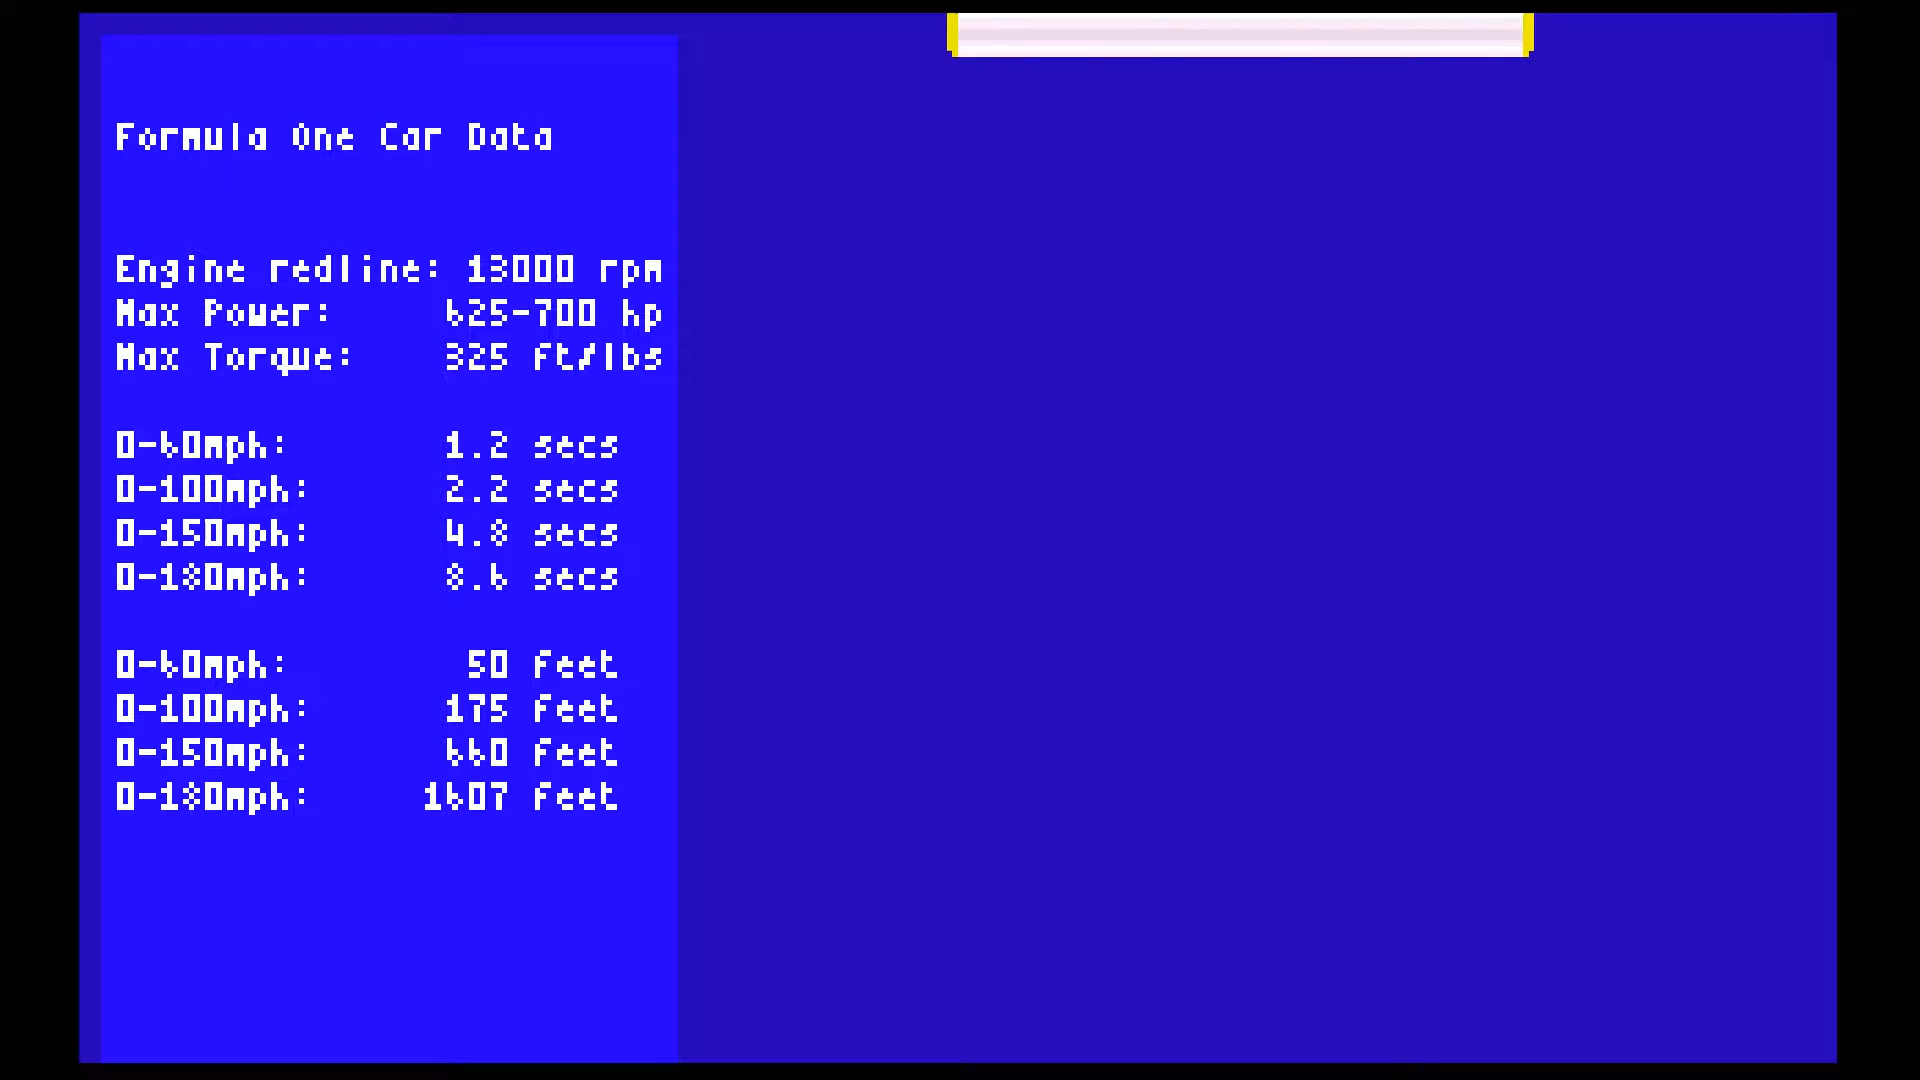 Formula One Car Data
Engine redline: 13000 rpm
Max Power: 625-700 hp
Max Torque: 325 ft/lbs
0-60mph: 1.2 secs
0-100mph: 2.2 secs
0-150mph: 4.8 secs
0-180mph: 8.6 secs
0-60mph: 50 feet
0-100mph: 175 feet
0-150mph: 660 feet
0-180mph: 1607 feet